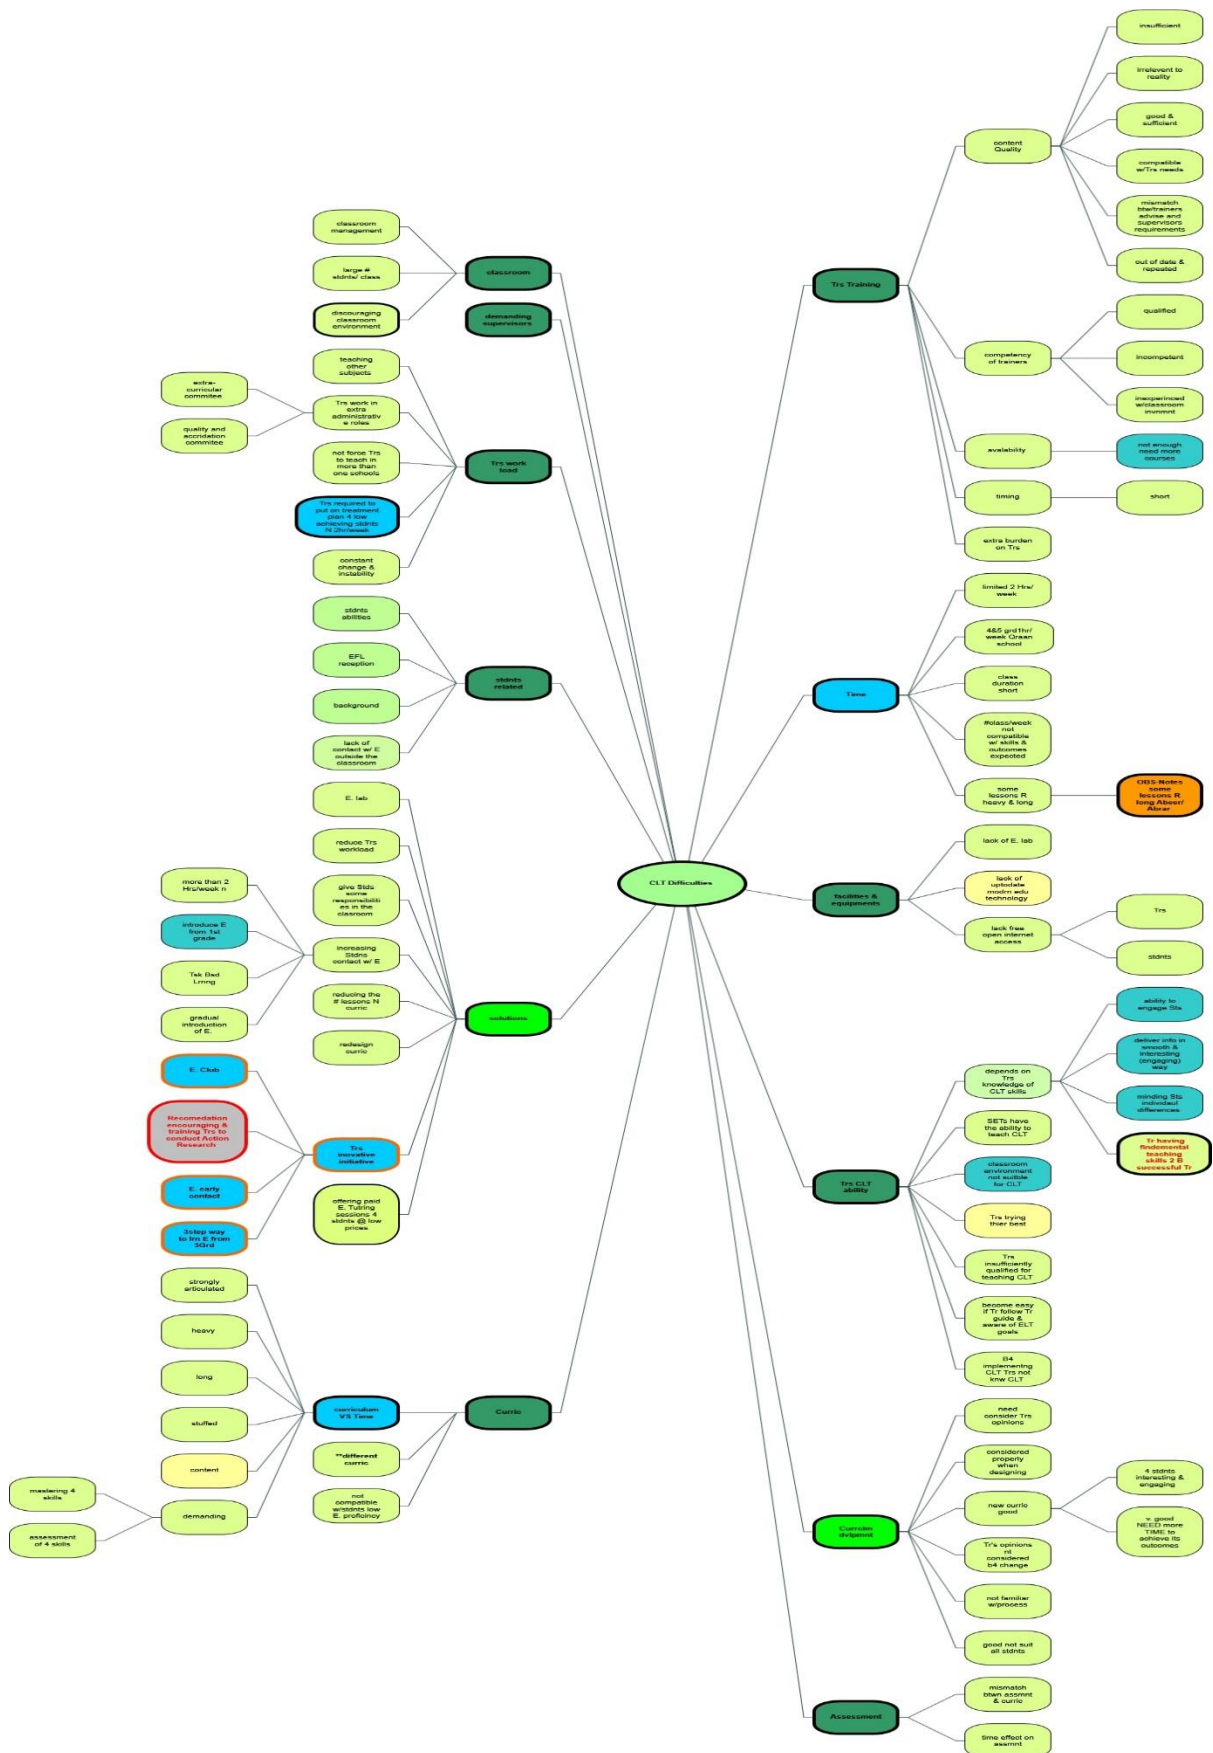 classroom
management
large #
stdnts/ class
discouraging
classroom
environment
classroom
demanding
supervisors
teaching
other
subjects
Trs work in
extra
administrativ
e roles
extra-
curricular
commitee
quality and
accridation
commitee
not force Trs
to teach in
more than
one schools
Trs required to
put on treatment
plan 4 low
achieving stdnts
N 2hr/week
constant
change &
instability
Trs work
load
stdnts
abilities
EFL
reception
background
lack of
contact w/ E
outside the
classroom
stdnts
related
E. lab
reduce Trs
workload
give Stds
some
responsibiliti
es in the
clasroom
increasing
Stdns
contact w/ E
more than 2
Hrs/week n
introduce E
from 1st
grade
Tsk Bsd
Lrnng
gradual
introduction
of E.
reducing the
# lessons N
curric
redesign
curric
solutions
Trs
inovative
initiative
E. Club
Recomedation
encouraging &
training Trs to
conduct Action
Research
E. early
contact
3step way
to lrn E from
3Grd
offering paid
E. Tutring
sessions 4
stdnts @ low
prices
strongly
articulated
heavy
long
stuffed
content
demanding
mastering 4
skills
assessment
of 4 skills
curriculum
VS Time
**different
curric
not
compatible
w/stdnts low
E. proficincy
Curric
CLT Difficulties
Trs Training
content
Quality
insufficient
irrelevent to
reality
good &
sufficient
compatible
w/Trs needs
mismatch
btw/trainers
advise and
supervisors
requirements
out of date &
repeated
competency
of trainers
qualified
incompetent
inexperinced
w/classroom
invnmnt
avalability
not enough
need more
courses
timing
short
extra burden
on Trs
Time
limited 2 Hrs/
week
4&5 grd1hr/
week Qraan
school
class
duration
short
#class/week
not
compatible
w/ skills &
outcomes
expected
some
lessons R
heavy & long
OBS-Notes
some
lessons R
long Abeer/
Abrar
facilities &
equipments
lack of E. lab
lack of
uptodate
modrn edu
technology
lack free
open internet
access
Trs
stdnts
Trs CLT
ability
depends on
Trs
knowledge of
CLT skills
ability to
engage Sts
deliver info in
smooth &
interesting
(engaging)
way
minding Sts
individaul
differences
Tr having
findemental
teaching
skills 2 B
successful Tr
SETs have
the ability to
teach CLT
classroom
environment
not suitible
for CLT
Trs trying
thier best
Trs
insufficiently
qualified for
teaching CLT
become easy
if Tr follow Tr
guide &
aware of ELT
goals
B4
implementng
CLT Trs not
knw CLT
Currclm
dvlpmnt
need
consider Trs
opinions
considered
properly
when
designing
new curric
good
4 stdnts
interesting &
engaging
v. good
NEED more
TIME to
achieve its
outcomes
Tr's opinions
nt
considered
b4 change
not familiar
w/process
good not suit
all stdnts
Assessment
mismatch
btwn assmnt
& curric
time effect on
assmnt